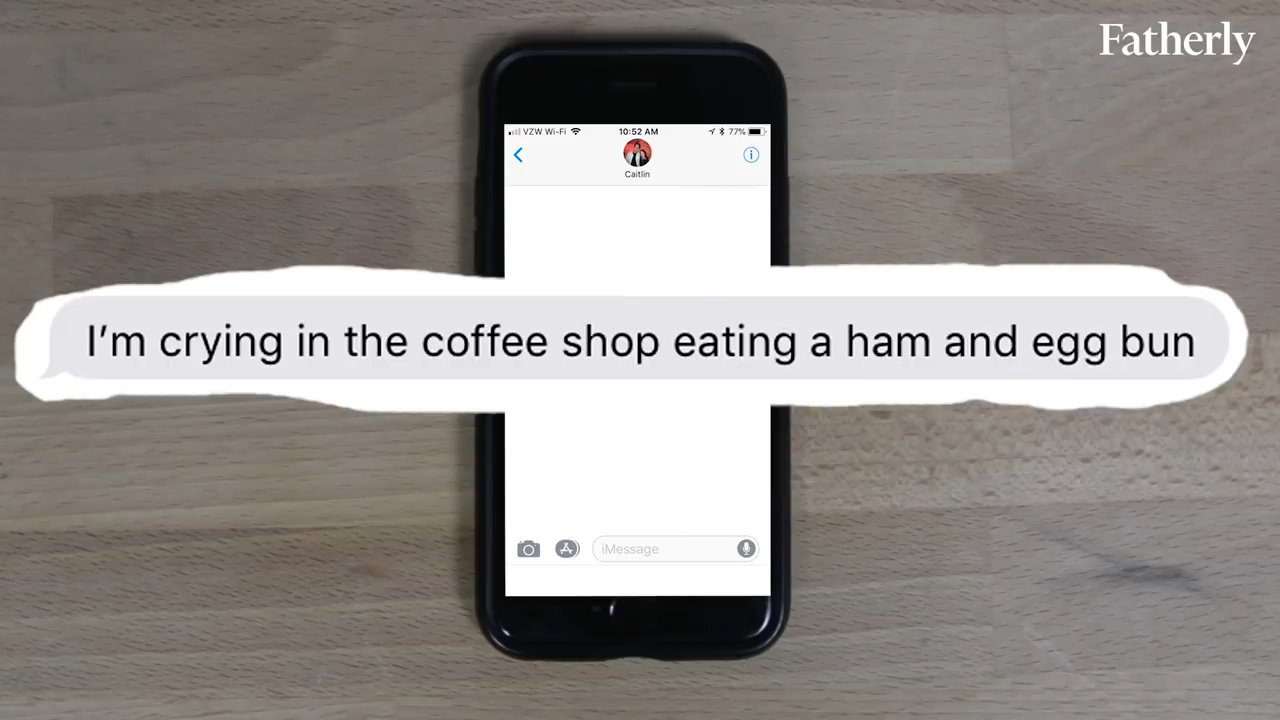 Fatherly
VZW Wi-Fi 10:52 AM 77%
Caitlin
I'm crying in the coffee shop eating a ham and egg bun
iMessage